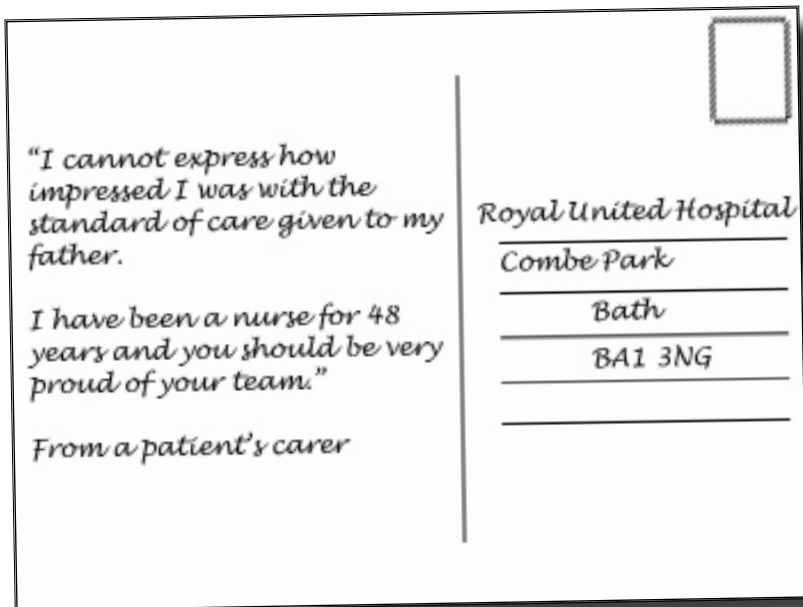 “I cannot express how
impressed I was with the
standard of care given to my
father.
I have been a nurse for 48
years and you should be very
proud of your team.”
From a patient’s carer
Royal United Hospital
Combe Park
Bath
BA1 3NG